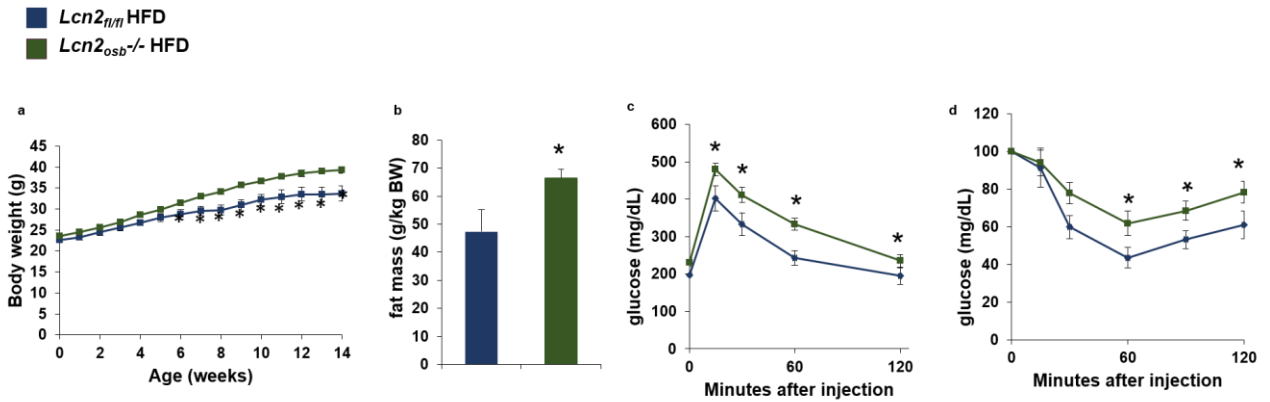 Lcn2fl/fl HFD
Lcn2osb-/- HFD
a
Body weight (g)
45
40
35
30
25
20
15
10
5
0
* * * * * * * * *
0 2 4 6 8 10 12 14
Age (weeks)
b
fat mass (g/kg BW)
80
70
60
50
40
30
20
10
0
*
c
glucose (mg/dL)
600
500
400
300
200
100
0
* * * *
0 60 120
Minutes after injection
d
glucose (mg/dL)
120
100
80
60
40
20
0
* * *
0 60 120
Minutes after injection